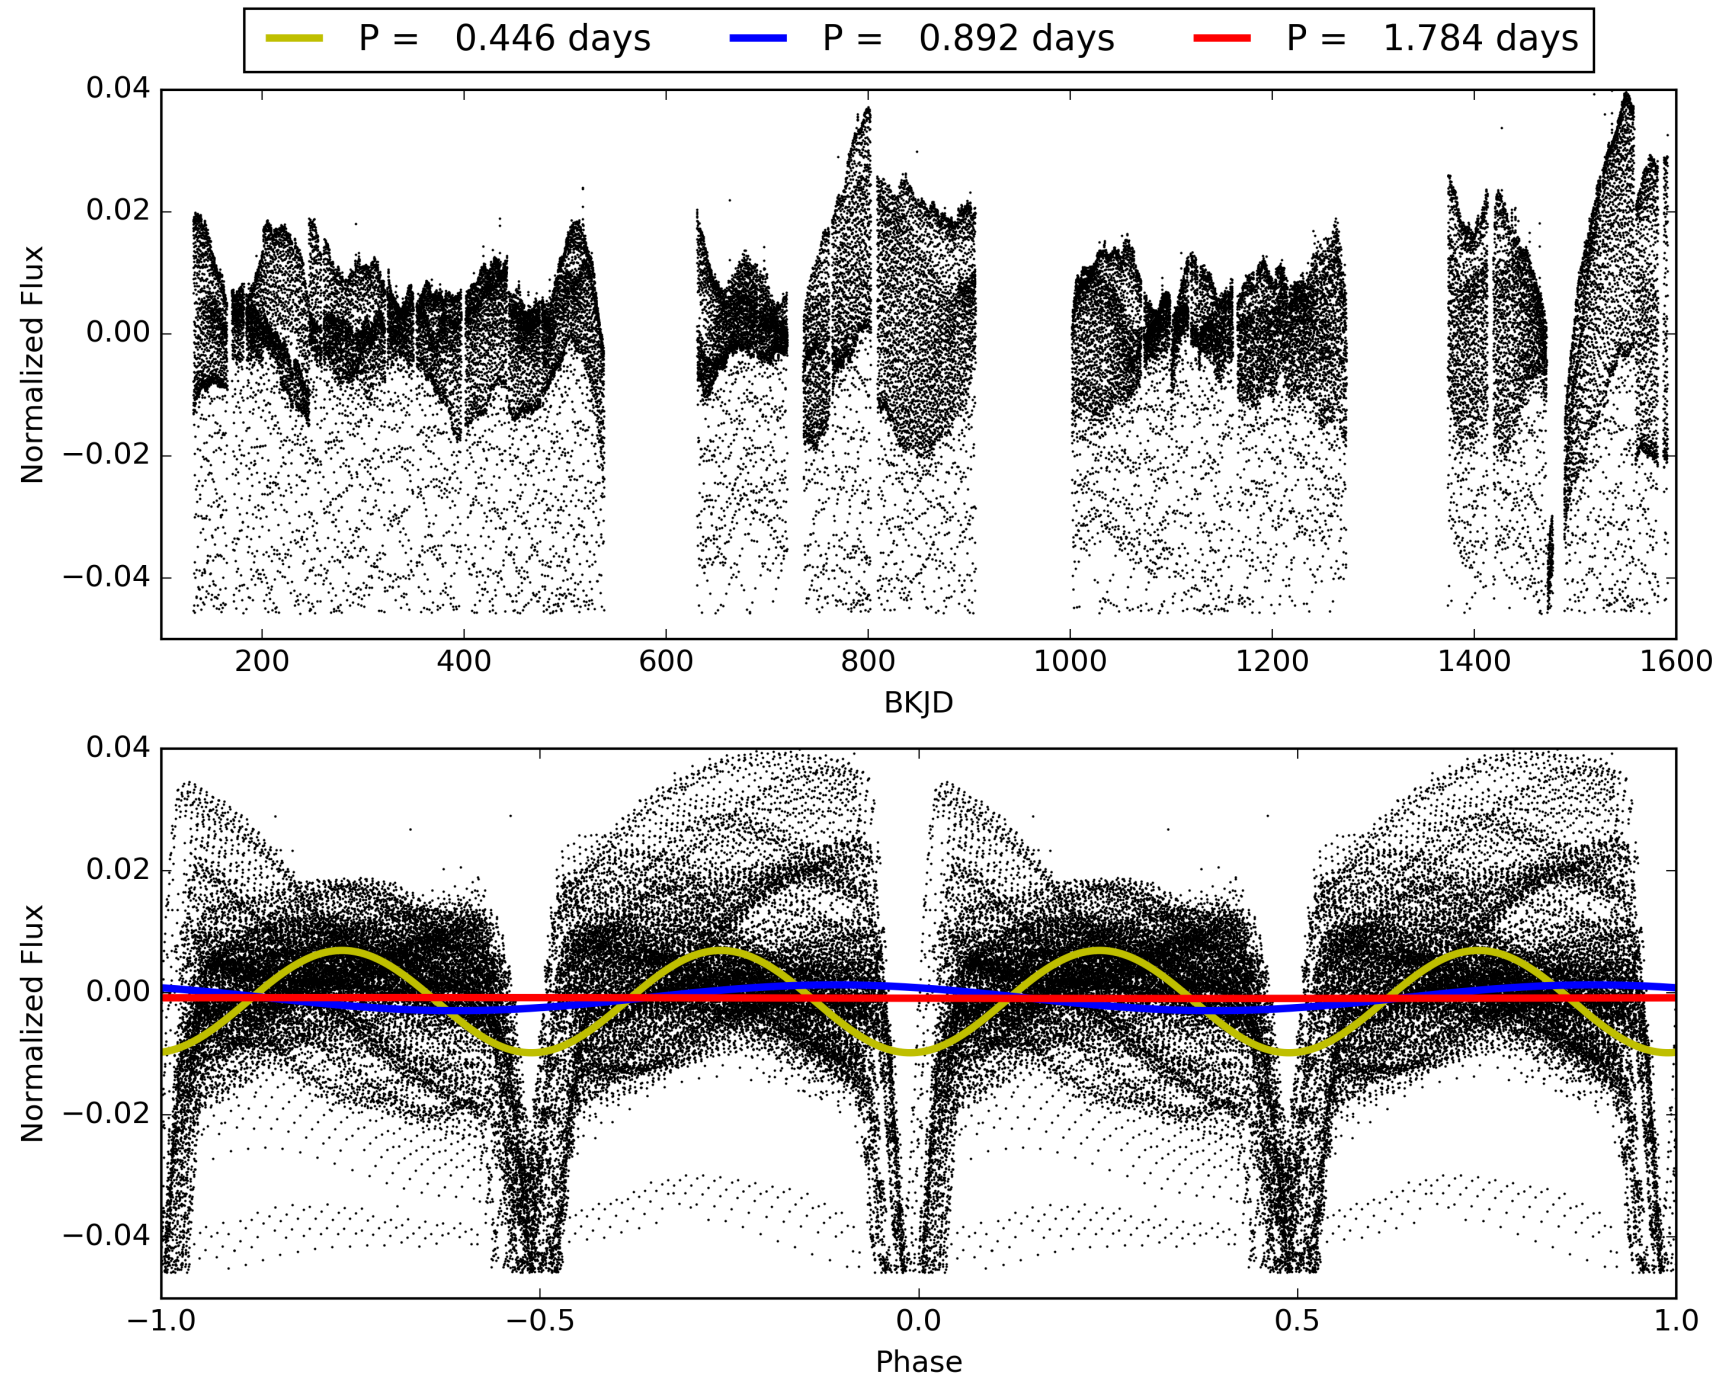 P = 0.446 days P = 0.892 days P = 1.784 days
0.04
0.02
0.00
−0.02
−0.04
Normalized Flux
200 400 600 800 1000 1200 1400 1600
BKJD
0.04
0.02
0.00
−0.02
−0.04
Normalized Flux
−1.0 −0.5 0.0 0.5 1.0
Phase